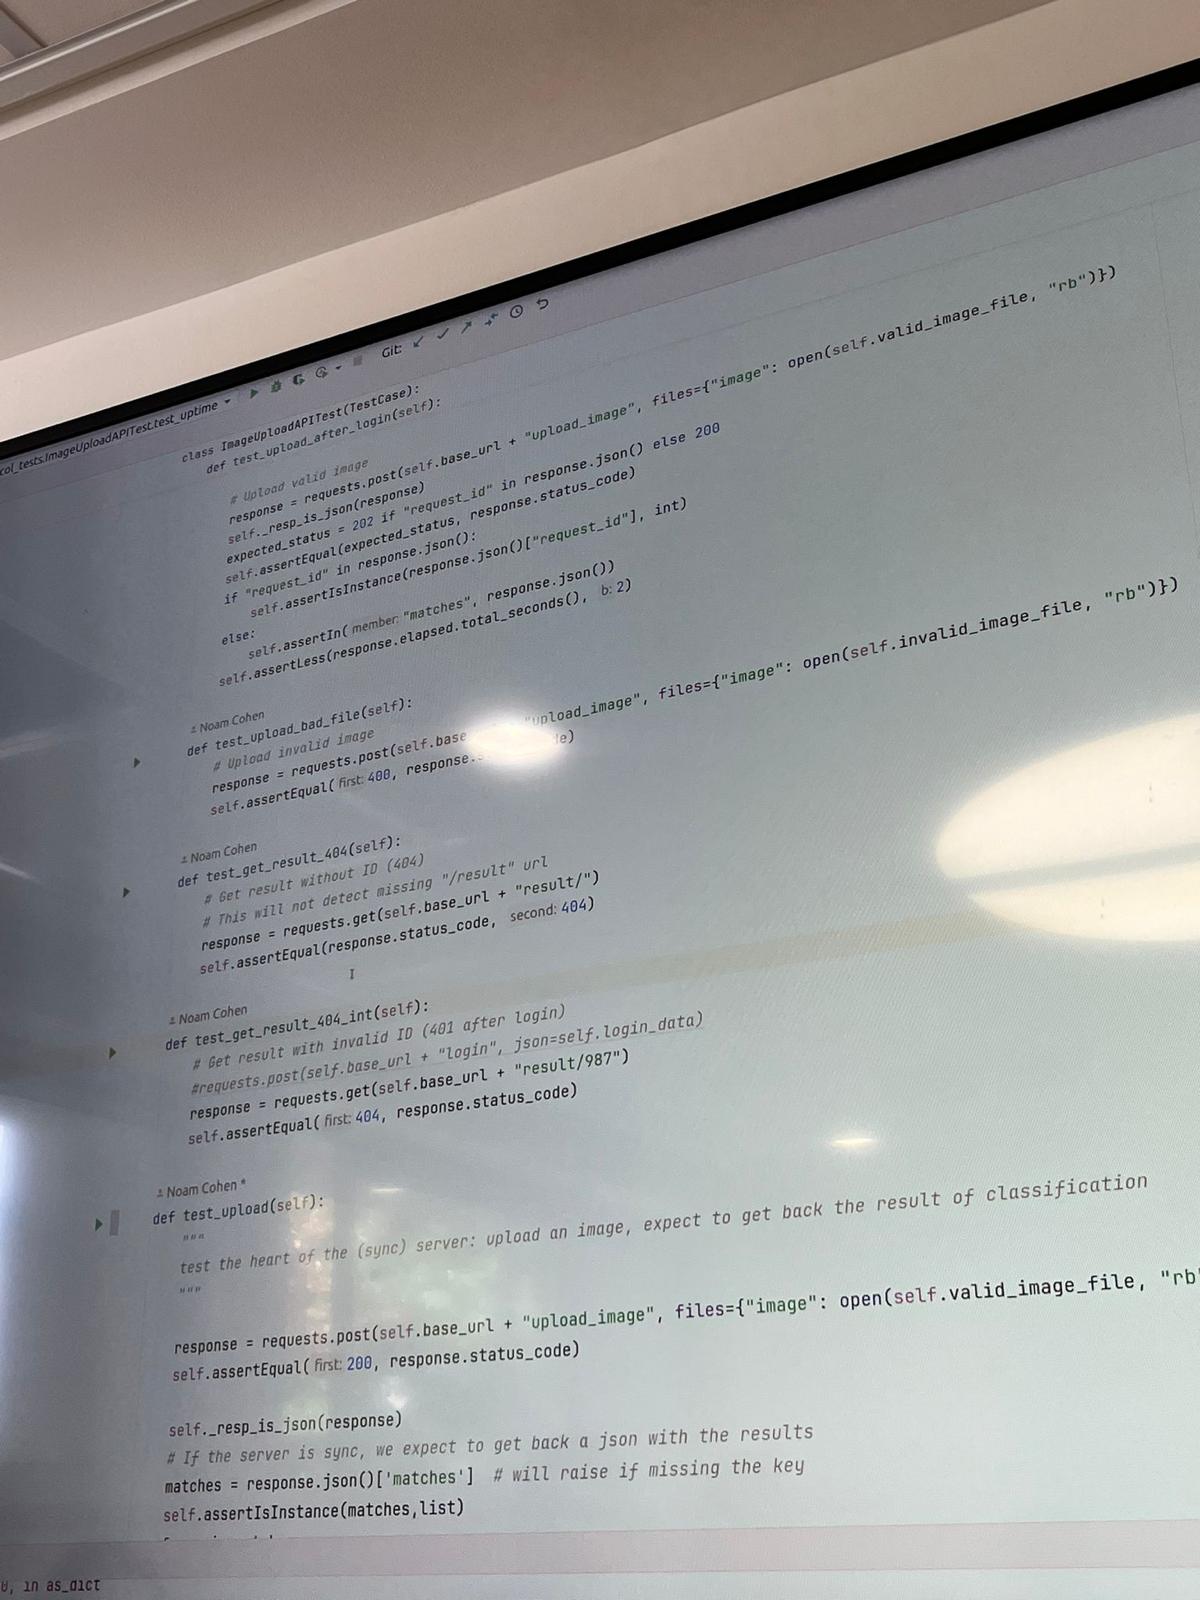 col_tests.ImageUploadAPITest.test_uptime Git:
class ImageUploadAPITest(TestCase):
def test_upload_after_login(self):
# Upload valid image
response = requests.post(self.base_url + "upload_image", files={"image": open(self.valid_image_file, "rb")})
self._resp_is_json(response)
expected_status = 202 if "request_id" in response.json() else 200
self.assertEqual(expected_status, response.status_code)
if "request_id" in response.json():
self.assertIsInstance(response.json()["request_id"], int)
else:
self.assertIn( member: "matches", response.json())
self.assertLess(response.elapsed.total_seconds(), b: 2)
Noam Cohen
def test_upload_bad_file(self):
# Upload invalid image
response = requests.post(self.base "upload_image", files={"image": open(self.invalid_image_file, "rb")})
self.assertEqual( first: 400, response.s de)
Noam Cohen
def test_get_result_404(self):
# Get result without ID (404)
# This will not detect missing "/result" url
response = requests.get(self.base_url + "result/")
self.assertEqual(response.status_code, second: 404)
Noam Cohen
def test_get_result_404_int(self):
# Get result with invalid ID (401 after login)
#requests.post(self.base_url + "login", json=self.login_data)
response = requests.get(self.base_url + "result/987")
self.assertEqual( first: 404, response.status_code)
Noam Cohen *
def test_upload(self):
"""
test the heart of the (sync) server: upload an image, expect to get back the result of classification
"""
response = requests.post(self.base_url + "upload_image", files={"image": open(self.valid_image_file, "rb"
self.assertEqual( first: 200, response.status_code)
self._resp_is_json(response)
# If the server is sync, we expect to get back a json with the results
matches = response.json()['matches'] # will raise if missing the key
self.assertIsInstance(matches,list)
in as_dict